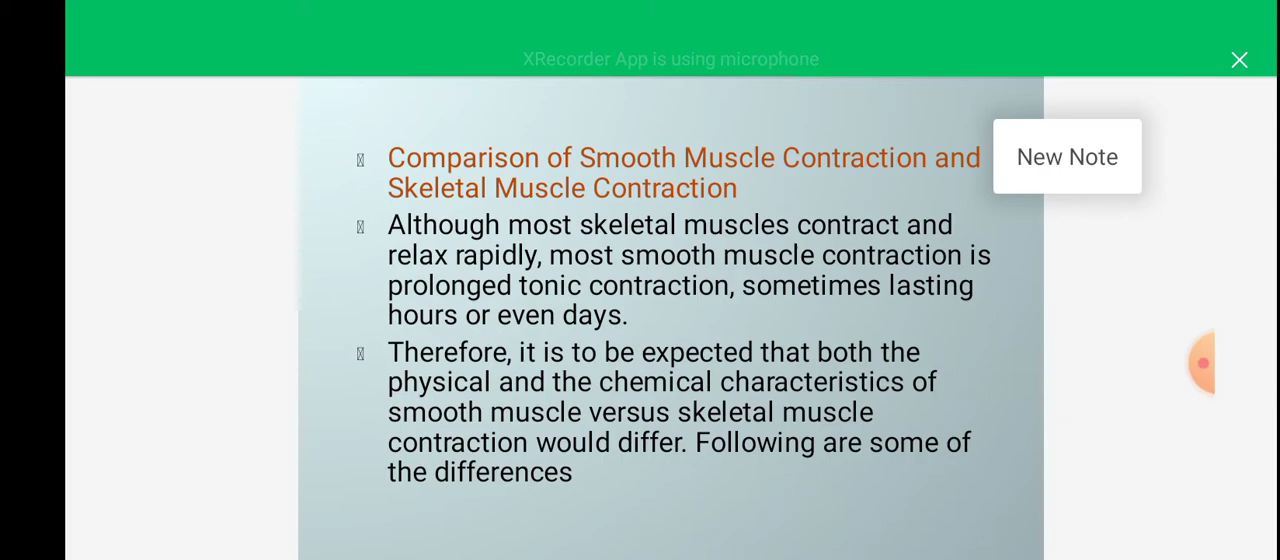 XRecorder App is using microphone
New Note
Comparison of Smooth Muscle Contraction and
Skeletal Muscle Contraction
Although most skeletal muscles contract and
relax rapidly, most smooth muscle contraction is
prolonged tonic contraction, sometimes lasting
hours or even days.
Therefore, it is to be expected that both the
physical and the chemical characteristics of
smooth muscle versus skeletal muscle
contraction would differ. Following are some of
the differences